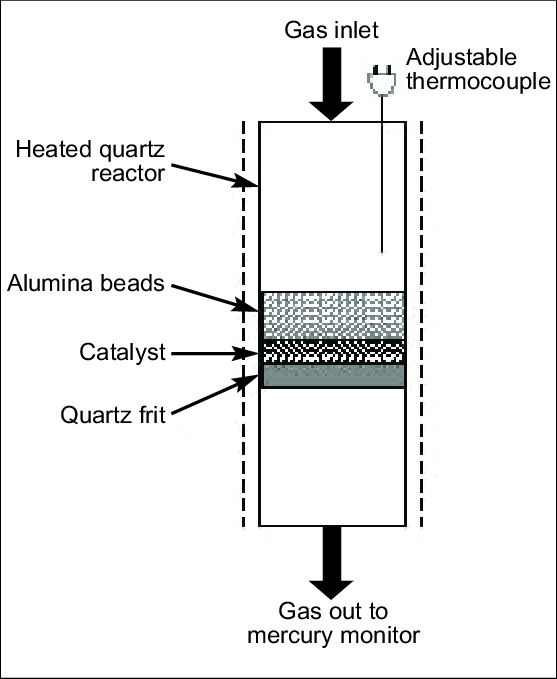 Gas inlet
Adjustable
thermocouple
Heated quartz
reactor
Alumina beads
Catalyst
Quartz frit
Gas out to
mercury monitor